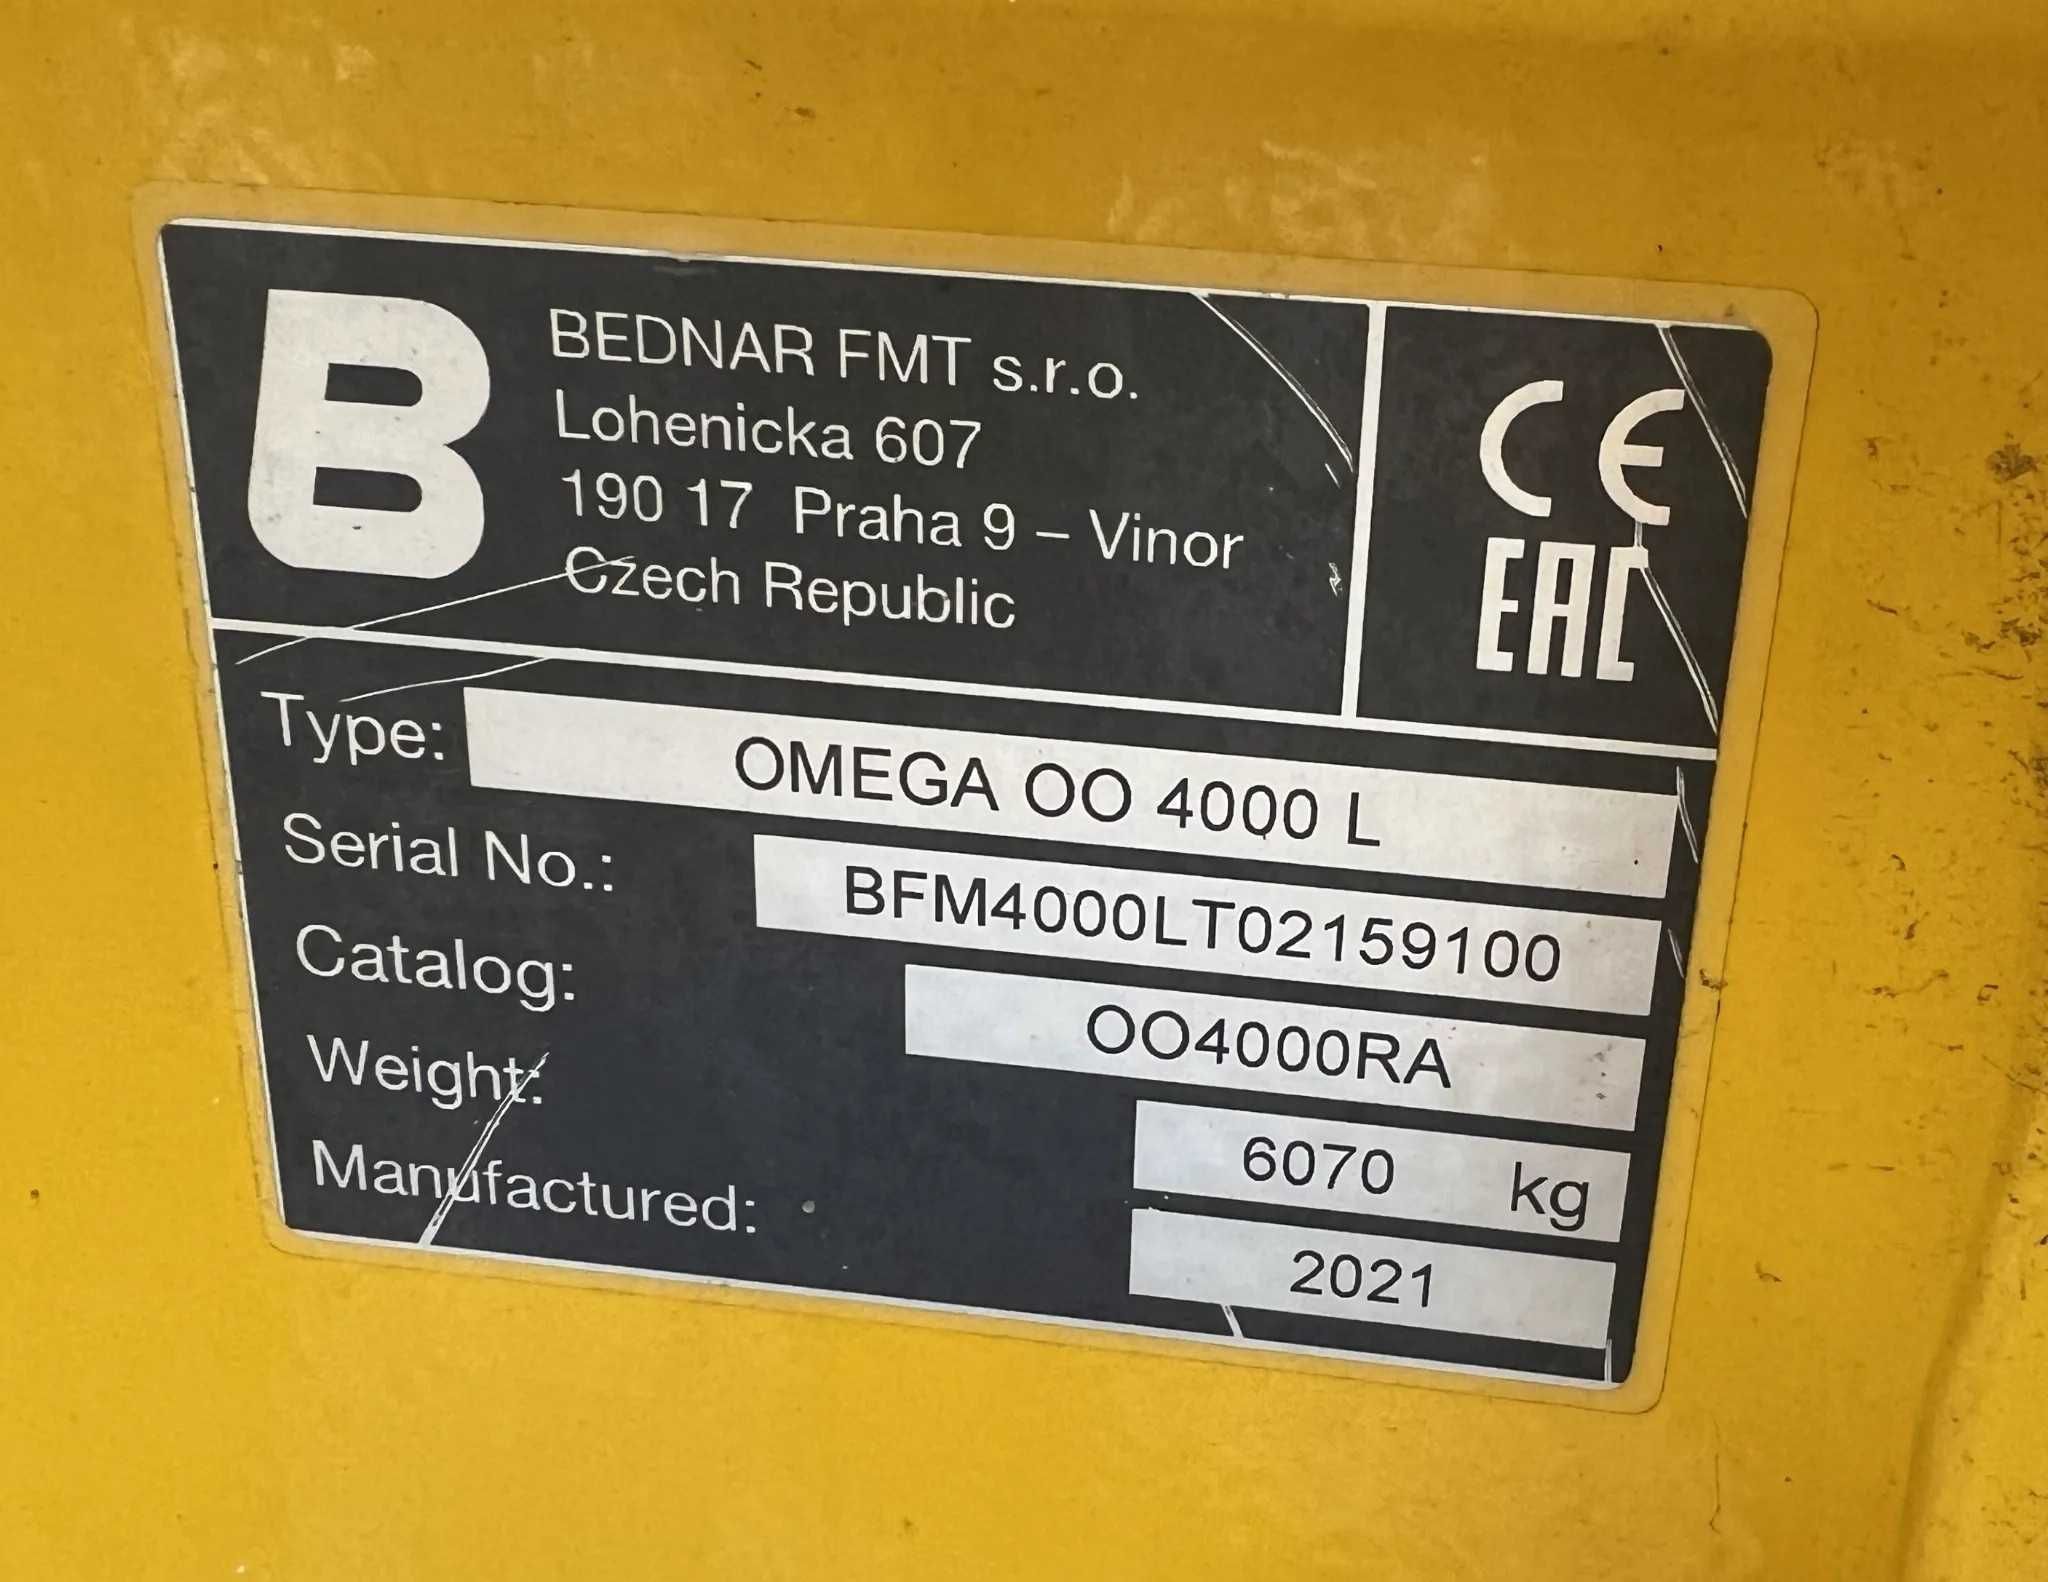 B
BEDNAR FMT s.r.o.
Lohenicka 607
190 17 Praha 9 – Vinor
Czech Republic
CE
EAC
Type: OMEGA OO 4000 L
Serial No.: BFM4000LT02159100
Catalog: OO4000RA
Weight: 6070 kg
Manufactured: 2021